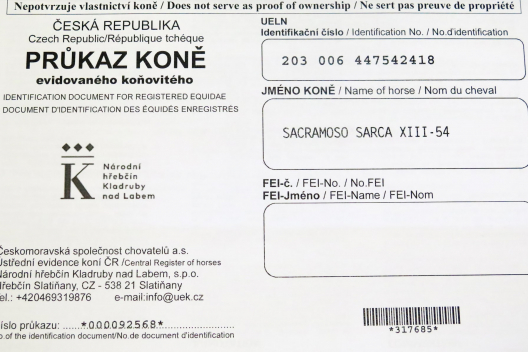 Nepotvrzuje vlastnictví koně / Does not serve as proof of ownership / Ne sert pas preuve de propriété
ČESKÁ REPUBLIKA
Czech Republic/République tchéque
PRŮKAZ KONĚ
evidovaného koňovitého
IDENTIFICATION DOCUMENT FOR REGISTERED EQUIDAE
DOCUMENT D'IDENTIFICATION DES ÉQUIDÉS ENREGISTRÉS
Národní
hřebčín
Kladruby
nad Labem
K
Českomoravská společnost chovatelů a.s.
Ústřední evidence koní ČR /Central Register of horses
Národní hřebčín Kladruby nad Labem, s.p.o.
Hřebčín Slatiňany, CZ - 538 21 Slatiňany
tel.: +420469319876 e-mail:info@uek.cz
číslo průkazu: ......*000092568*......
No.of the identification document/No.de document d'identification
UELN
Identifikační číslo / Identification No. / No.d'identification
203 006 447542418
JMÉNO KONĚ / Name of horse / Nom du cheval
SACRAMOSO SARCA XIII-54
FEI-č. / FEI-No. / No.FEI
FEI-Jméno / FEI-Name / FEI-Nom
*317685*